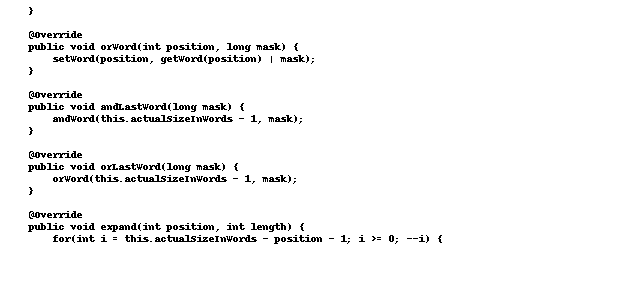 }

@Override
public void orWord(int position, long mask) {
    setWord(position, getWord(position) | mask);
}

@Override
public void andLastWord(long mask) {
    andWord(this.actualSizeInWords - 1, mask);
}

@Override
public void orLastWord(long mask) {
    orWord(this.actualSizeInWords - 1, mask);
}

@Override
public void expand(int position, int length) {
    for(int i = this.actualSizeInWords - position - 1; i >= 0; --i) {